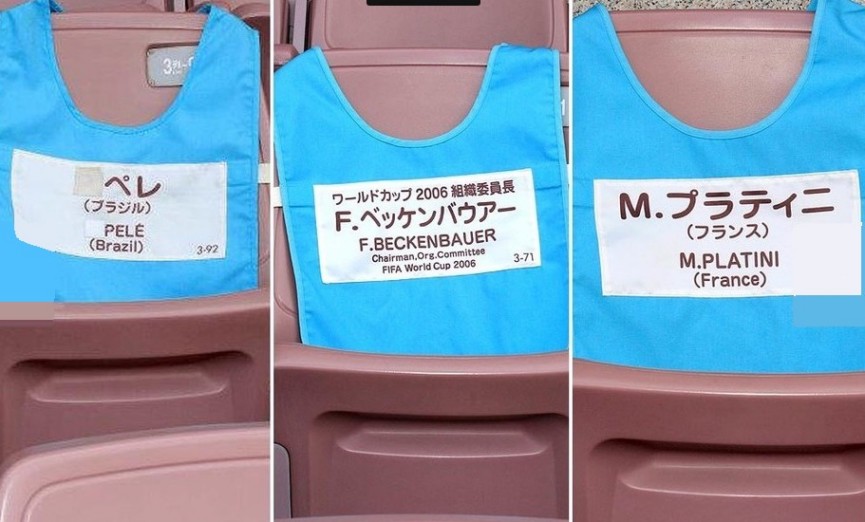 ペレ
(ブラジル)
PELÉ
(Brazil)
3-92
ワールドカップ 2006 組織委員長
F.ベッケンバウアー
F.BECKENBAUER
Chairman.Org.Committee
FIFA World Cup 2006
3-71
M.プラティニ
(フランス)
M.PLATINI
(France)